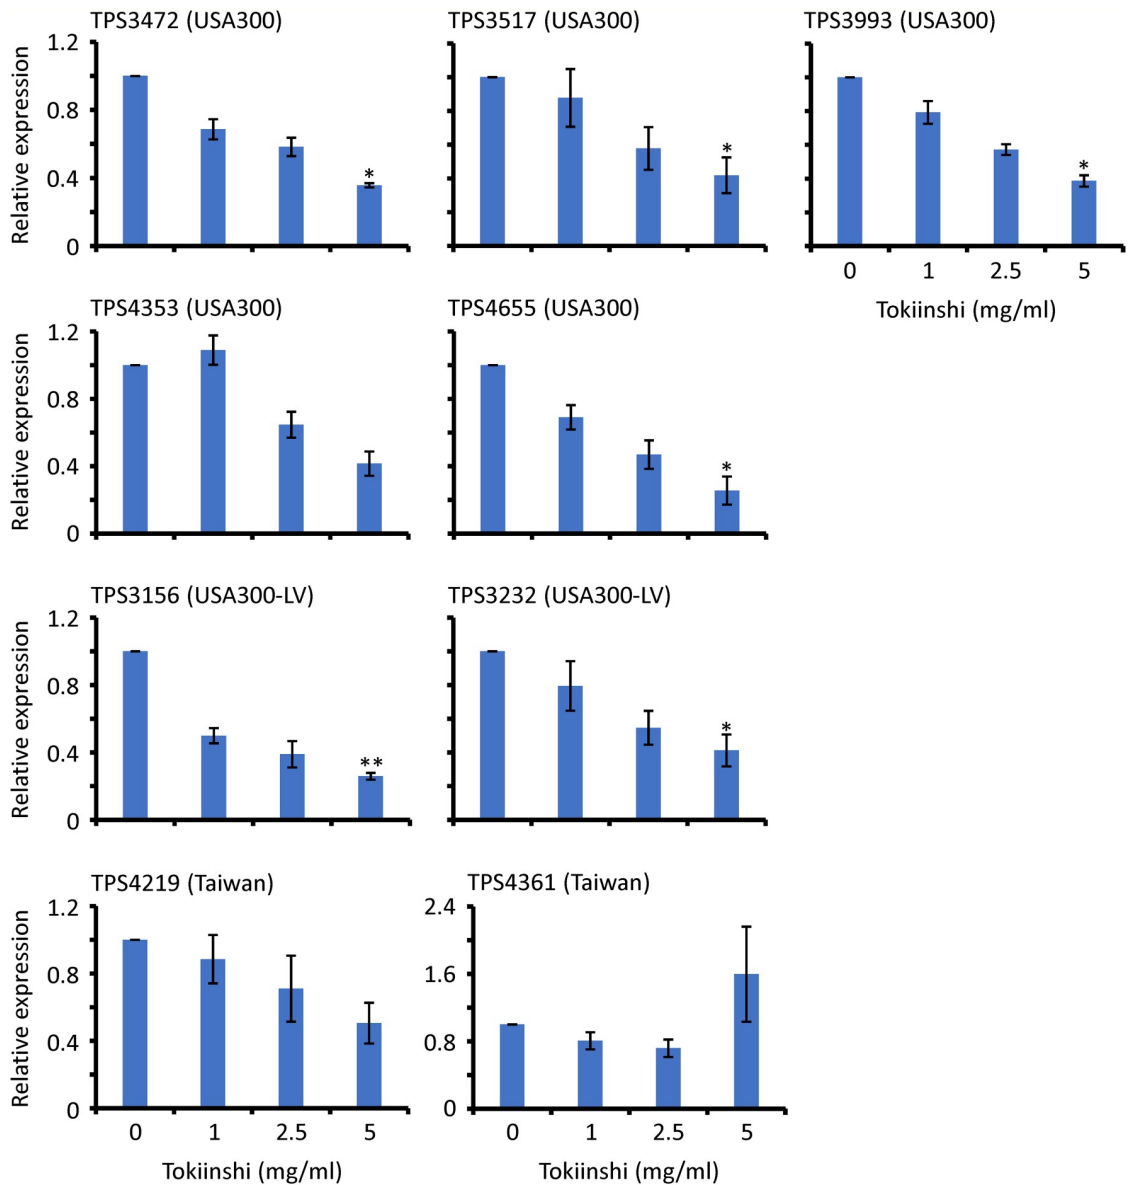 TPS3472 (USA300)
TPS3517 (USA300)
TPS3993 (USA300)
Relative expression
1.2
0.8
0.4
0
*
*
*
0 1 2.5 5
Tokiinshi (mg/ml)
TPS4353 (USA300)
TPS4655 (USA300)
Relative expression
1.2
0.8
0.4
0
*
TPS3156 (USA300-LV)
TPS3232 (USA300-LV)
Relative expression
1.2
0.8
0.4
0
**
*
TPS4219 (Taiwan)
TPS4361 (Taiwan)
Relative expression
1.2
0.8
0.4
0
2.4
1.6
0.8
0
0 1 2.5 5
0 1 2.5 5
Tokiinshi (mg/ml)
Tokiinshi (mg/ml)